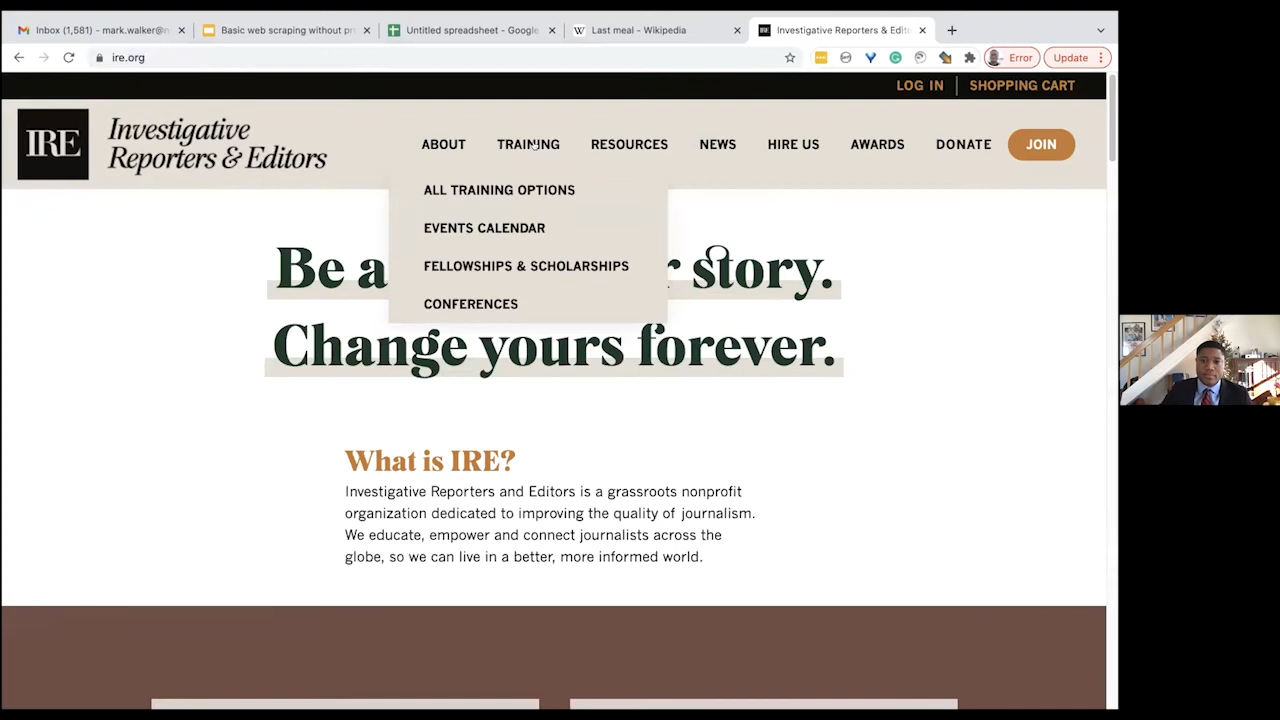 Inbox (1,581) - mark.walker@n
Basic web scraping without pr
Untitled spreadsheet - Google
W
Last meal - Wikipedia
IRE
Investigative Reporters & Edito
ire.org
Error
Update
LOG IN
SHOPPING CART
IRE
Investigative
Reporters & Editors
ABOUT
TRAINING
RESOURCES
NEWS
HIRE US
AWARDS
DONATE
JOIN
ALL TRAINING OPTIONS
EVENTS CALENDAR
FELLOWSHIPS & SCHOLARSHIPS
CONFERENCES
Be a r story.
Change yours forever.
What is IRE?
Investigative Reporters and Editors is a grassroots nonprofit
organization dedicated to improving the quality of journalism.
We educate, empower and connect journalists across the
globe, so we can live in a better, more informed world.